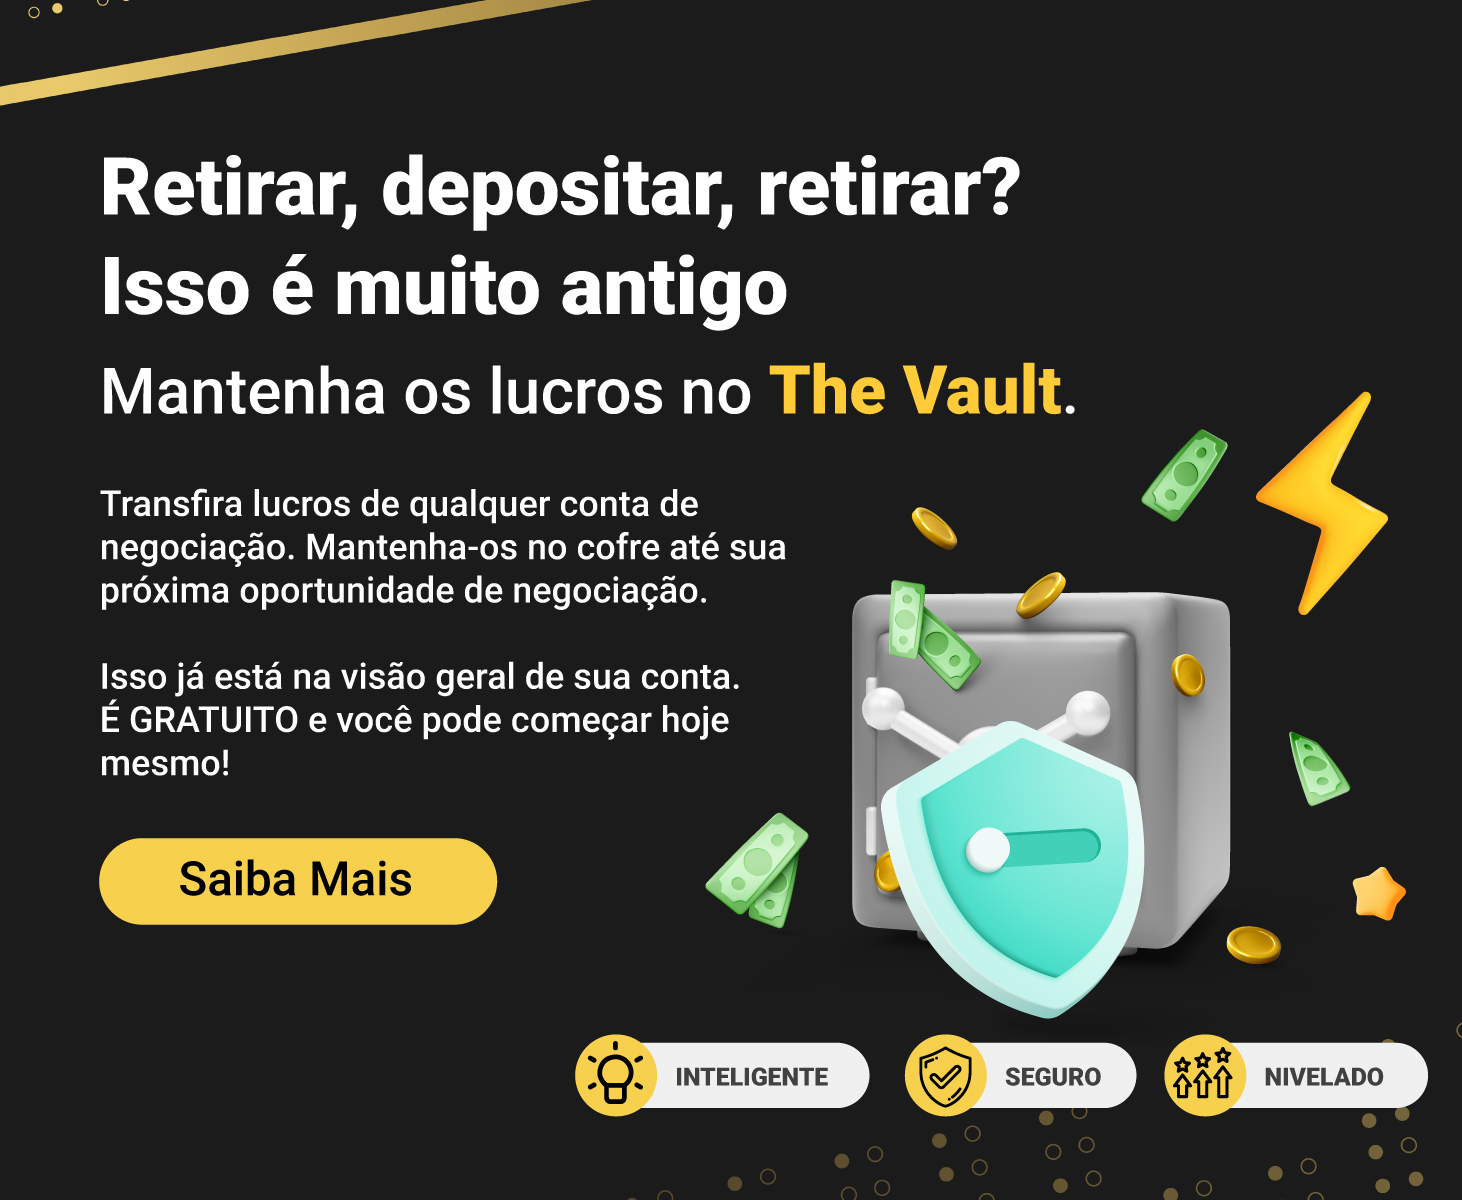 Retirar, depositar, retirar?
Isso é muito antigo
Mantenha os lucros no The Vault.
Transfira lucros de qualquer conta de
negociação. Mantenha-os no cofre até sua
próxima oportunidade de negociação.
Isso já está na visão geral de sua conta.
É GRATUITO e você pode começar hoje
mesmo!
Saiba Mais
INTELIGENTE
SEGURO
NIVELADO